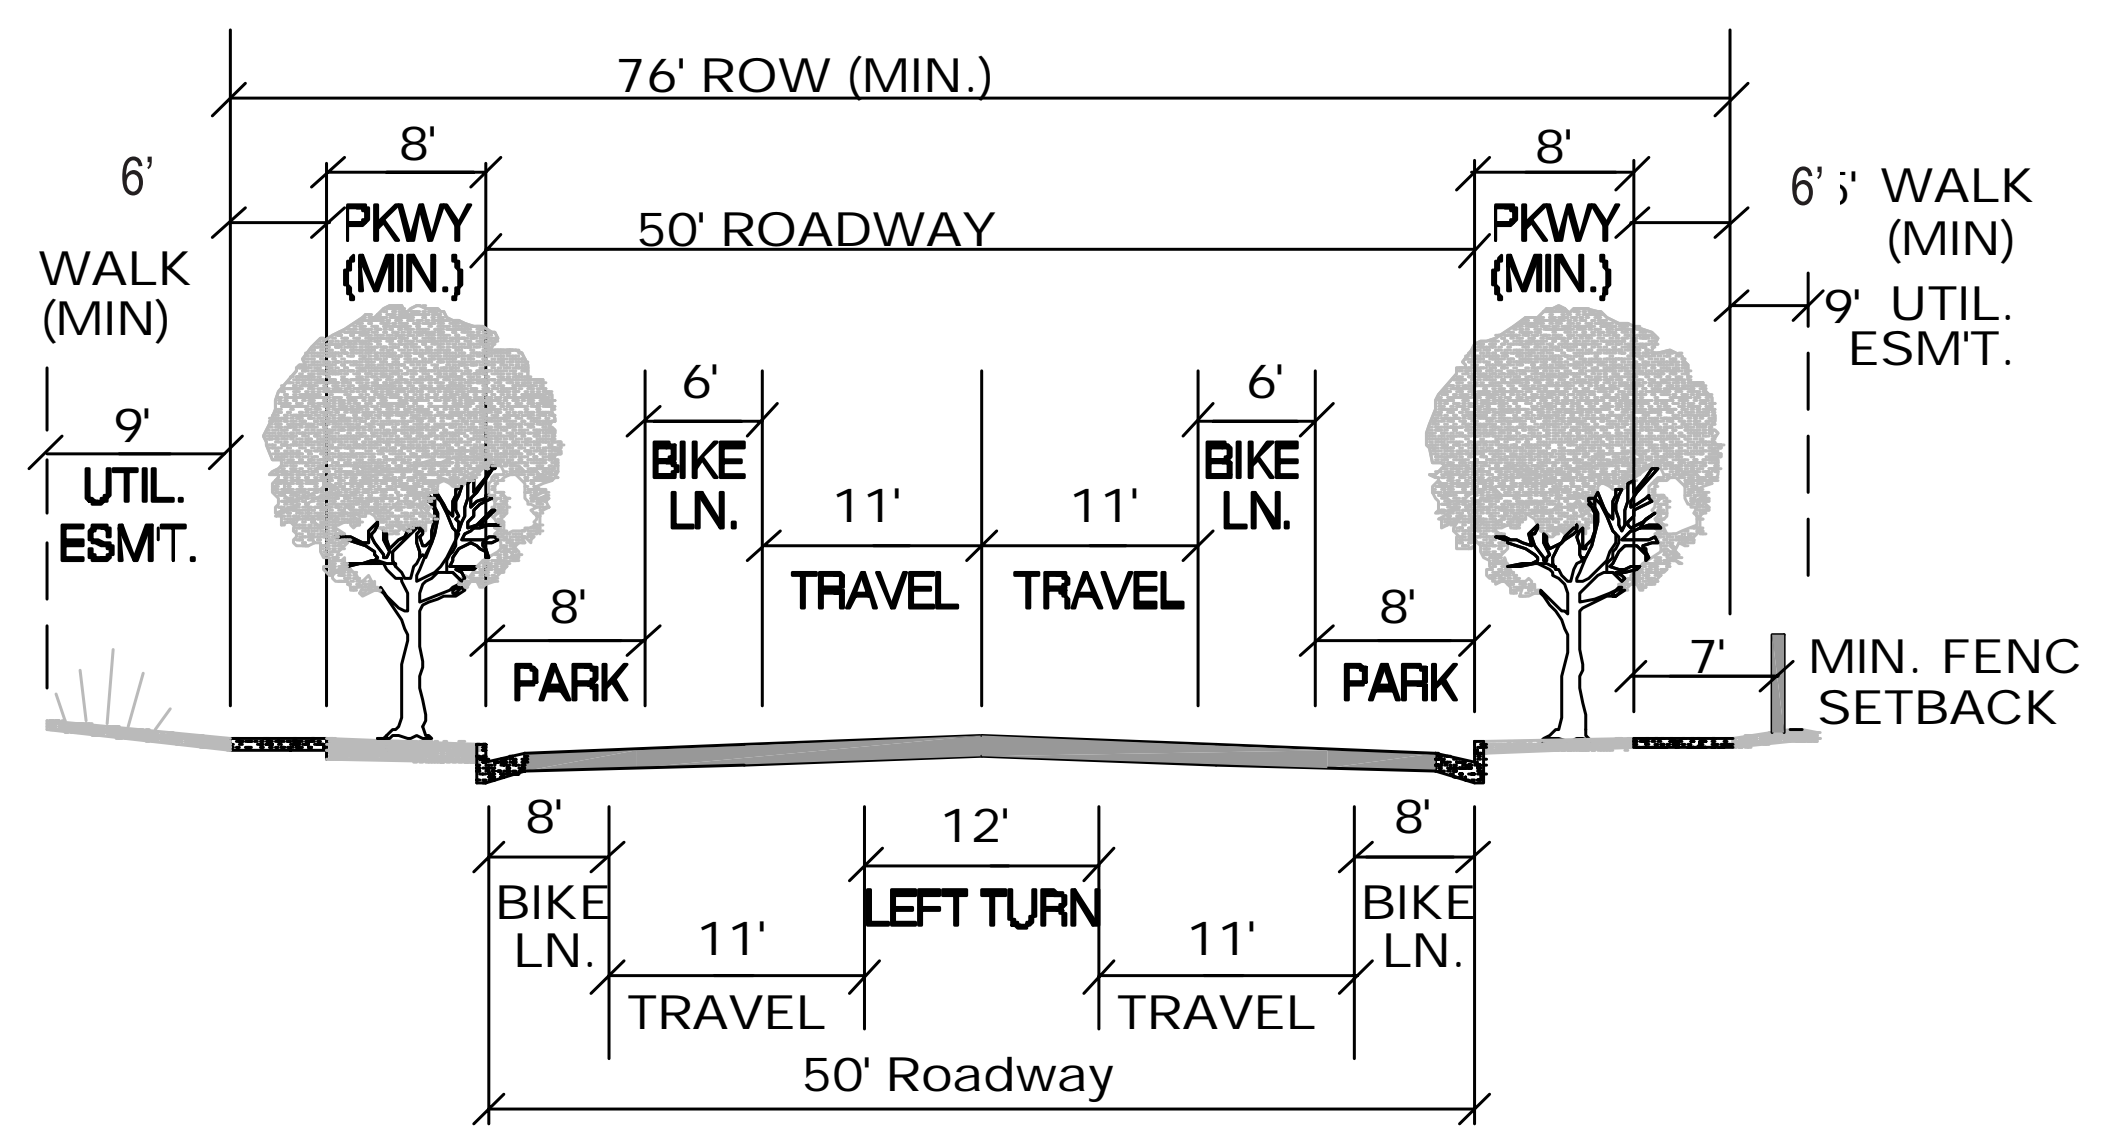 76' ROW (MIN.)
8'
8'
6’
6’ 5' WALK
(MIN)
PKWY
(MIN.)
50' ROADWAY
PKWY
(MIN.)
WALK
(MIN)
9' UTIL.
ESM'T.
6'
6'
9'
BIKE
LN.
BIKE
LN.
UTIL.
ESM'T.
11'
11'
TRAVEL
TRAVEL
8'
8'
PARK
PARK
7'
MIN. FENC
SETBACK
8'
12'
8'
BIKE
LN.
LEFT TURN
BIKE
LN.
11'
11'
TRAVEL
TRAVEL
50' Roadway